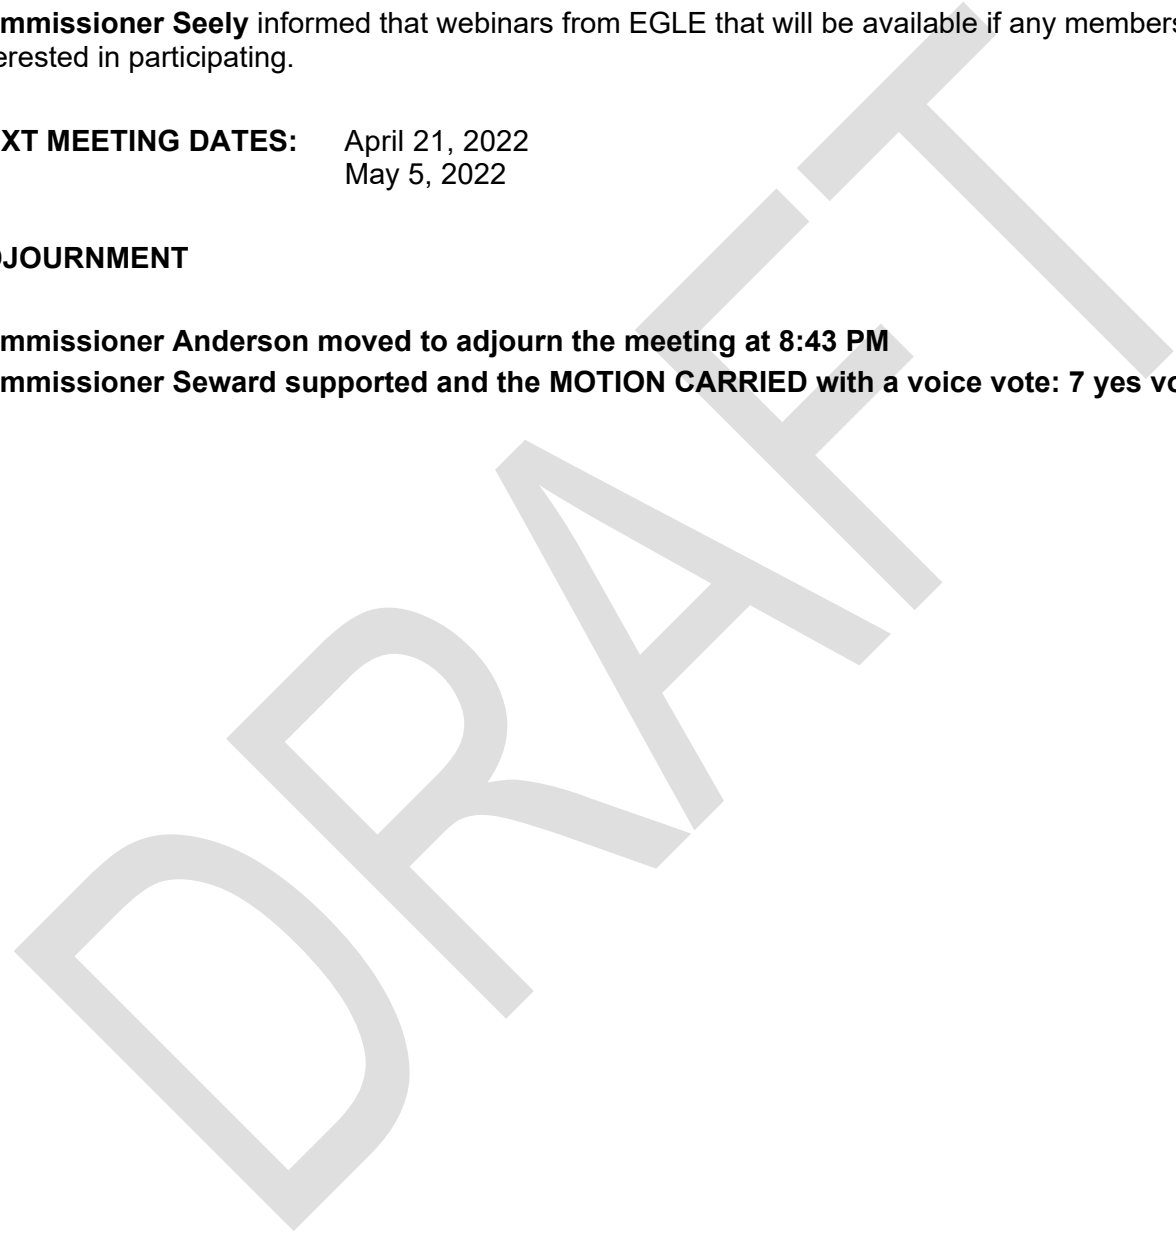 mmissioner Seely informed that webinars from EGLE that will be available if any members
erested in participating.
XT MEETING DATES: April 21, 2022
May 5, 2022
DJOURNMENT
mmissioner Anderson moved to adjourn the meeting at 8:43 PM
mmissioner Seward supported and the MOTION CARRIED with a voice vote: 7 yes vo
DRAFT